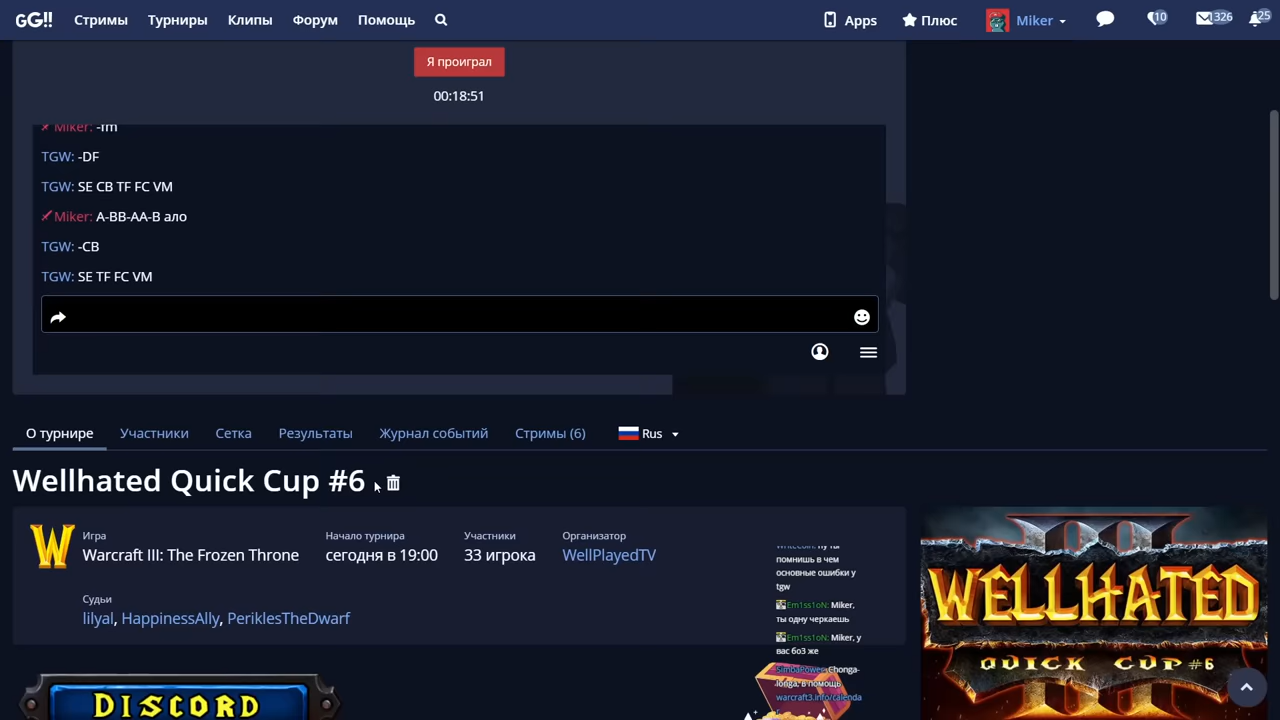 GG!! Стримы Турниры Клипы Форум Помощь Apps Плюс Miker 10 1326 25
Я проиграл
00:18:51
Miker: -fm
TGW: -DF
TGW: SE CB TF FC VM
Miker: A-BB-AA-B ало
TGW: -CB
TGW: SE TF FC VM
О турнире Участники Сетка Результаты Журнал событий Стримы (6) Rus
Wellhated Quick Cup #6
Игра Начало турнира Участники Организатор
Warcraft III: The Frozen Throne сегодня в 19:00 33 игрока WellPlayedTV
Судьи
lilyal, HappinessAlly, PeriklesTheDwarf
помнишь в чем
основные ошибки у
tgw
Em1ss1oN: Miker,
ты одну черкаешь
Em1ss1oN: Miker, у
вас бо3 же
SimbaPower: Chonga-
longa, в помощь
warcraft3.info/calenda
DISCORD
III
WELLHATED
QUICK CUP #6